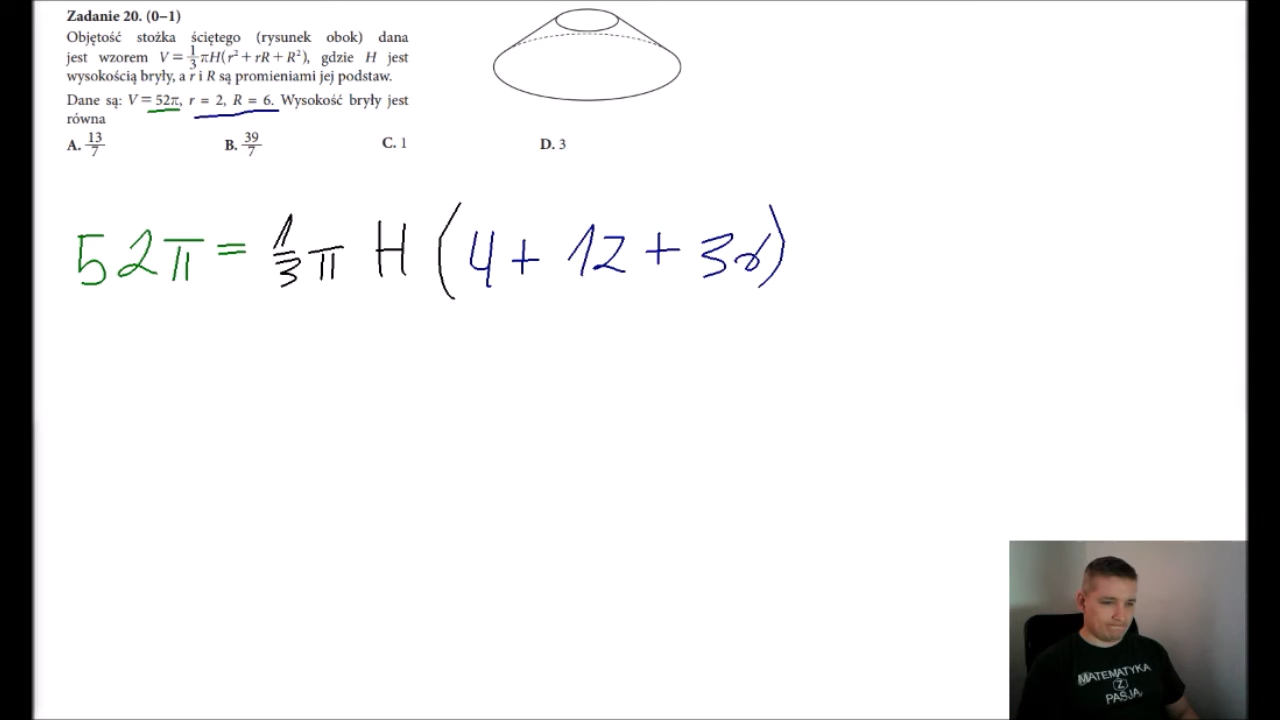 Zadanie 20. (0–1)
Objętość stożka ściętego (rysunek obok) dana
jest wzorem V = 1/3 πH(r² + rR + R²), gdzie H jest
wysokością bryły, a r i R są promieniami jej podstaw.
Dane są: V = 52π, r = 2, R = 6. Wysokość bryły jest
równa
A. 13/7 B. 39/7 C. 1 D. 3
52π = 1/3 π H (4 + 12 + 36)
MATEMATYKA
Z
PASJĄ